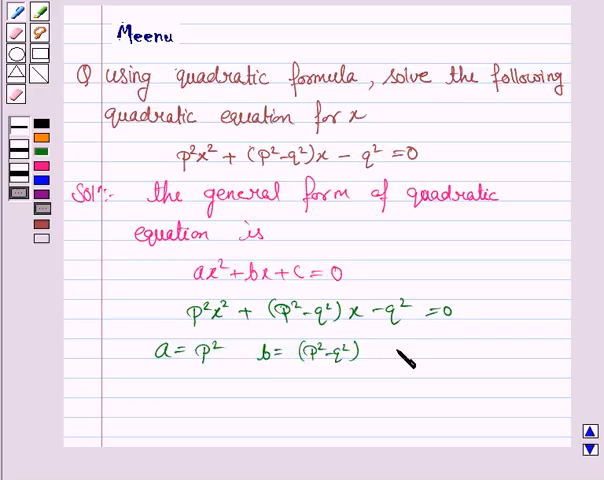 Meenu
Q using quadratic formula, solve the following
quadratic equation for x
p²x² + (p²-q²)x - q² = 0
Solⁿ:- the general form of quadratic
equation is
ax² + bx + c = 0
p²x² + (p²-q²)x - q² = 0
a = p² b = (p²-q²)